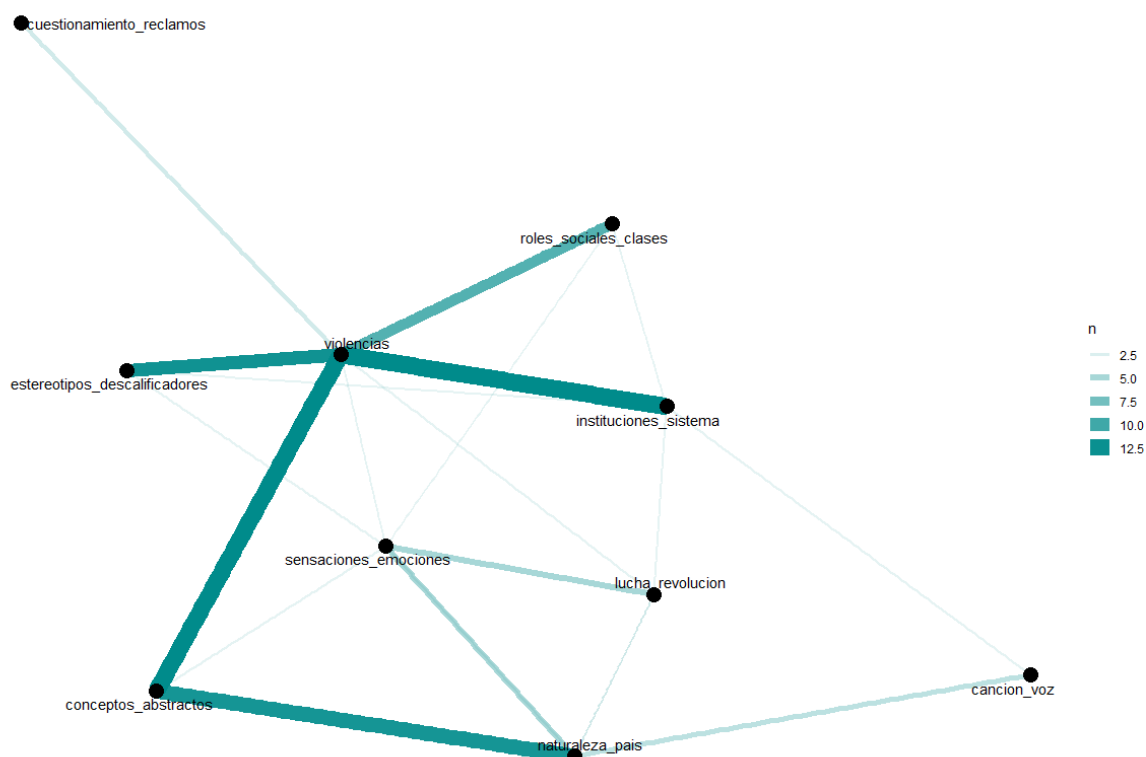 cuestionamiento_reclamos
roles_sociales_clases
n
violencias
2.5
estereotipos_descalificadores
5.0
7.5
instituciones_sistema
10.0
12.5
sensaciones_emociones
lucha_revolucion
conceptos_abstractos
cancion_voz
naturaleza_pais